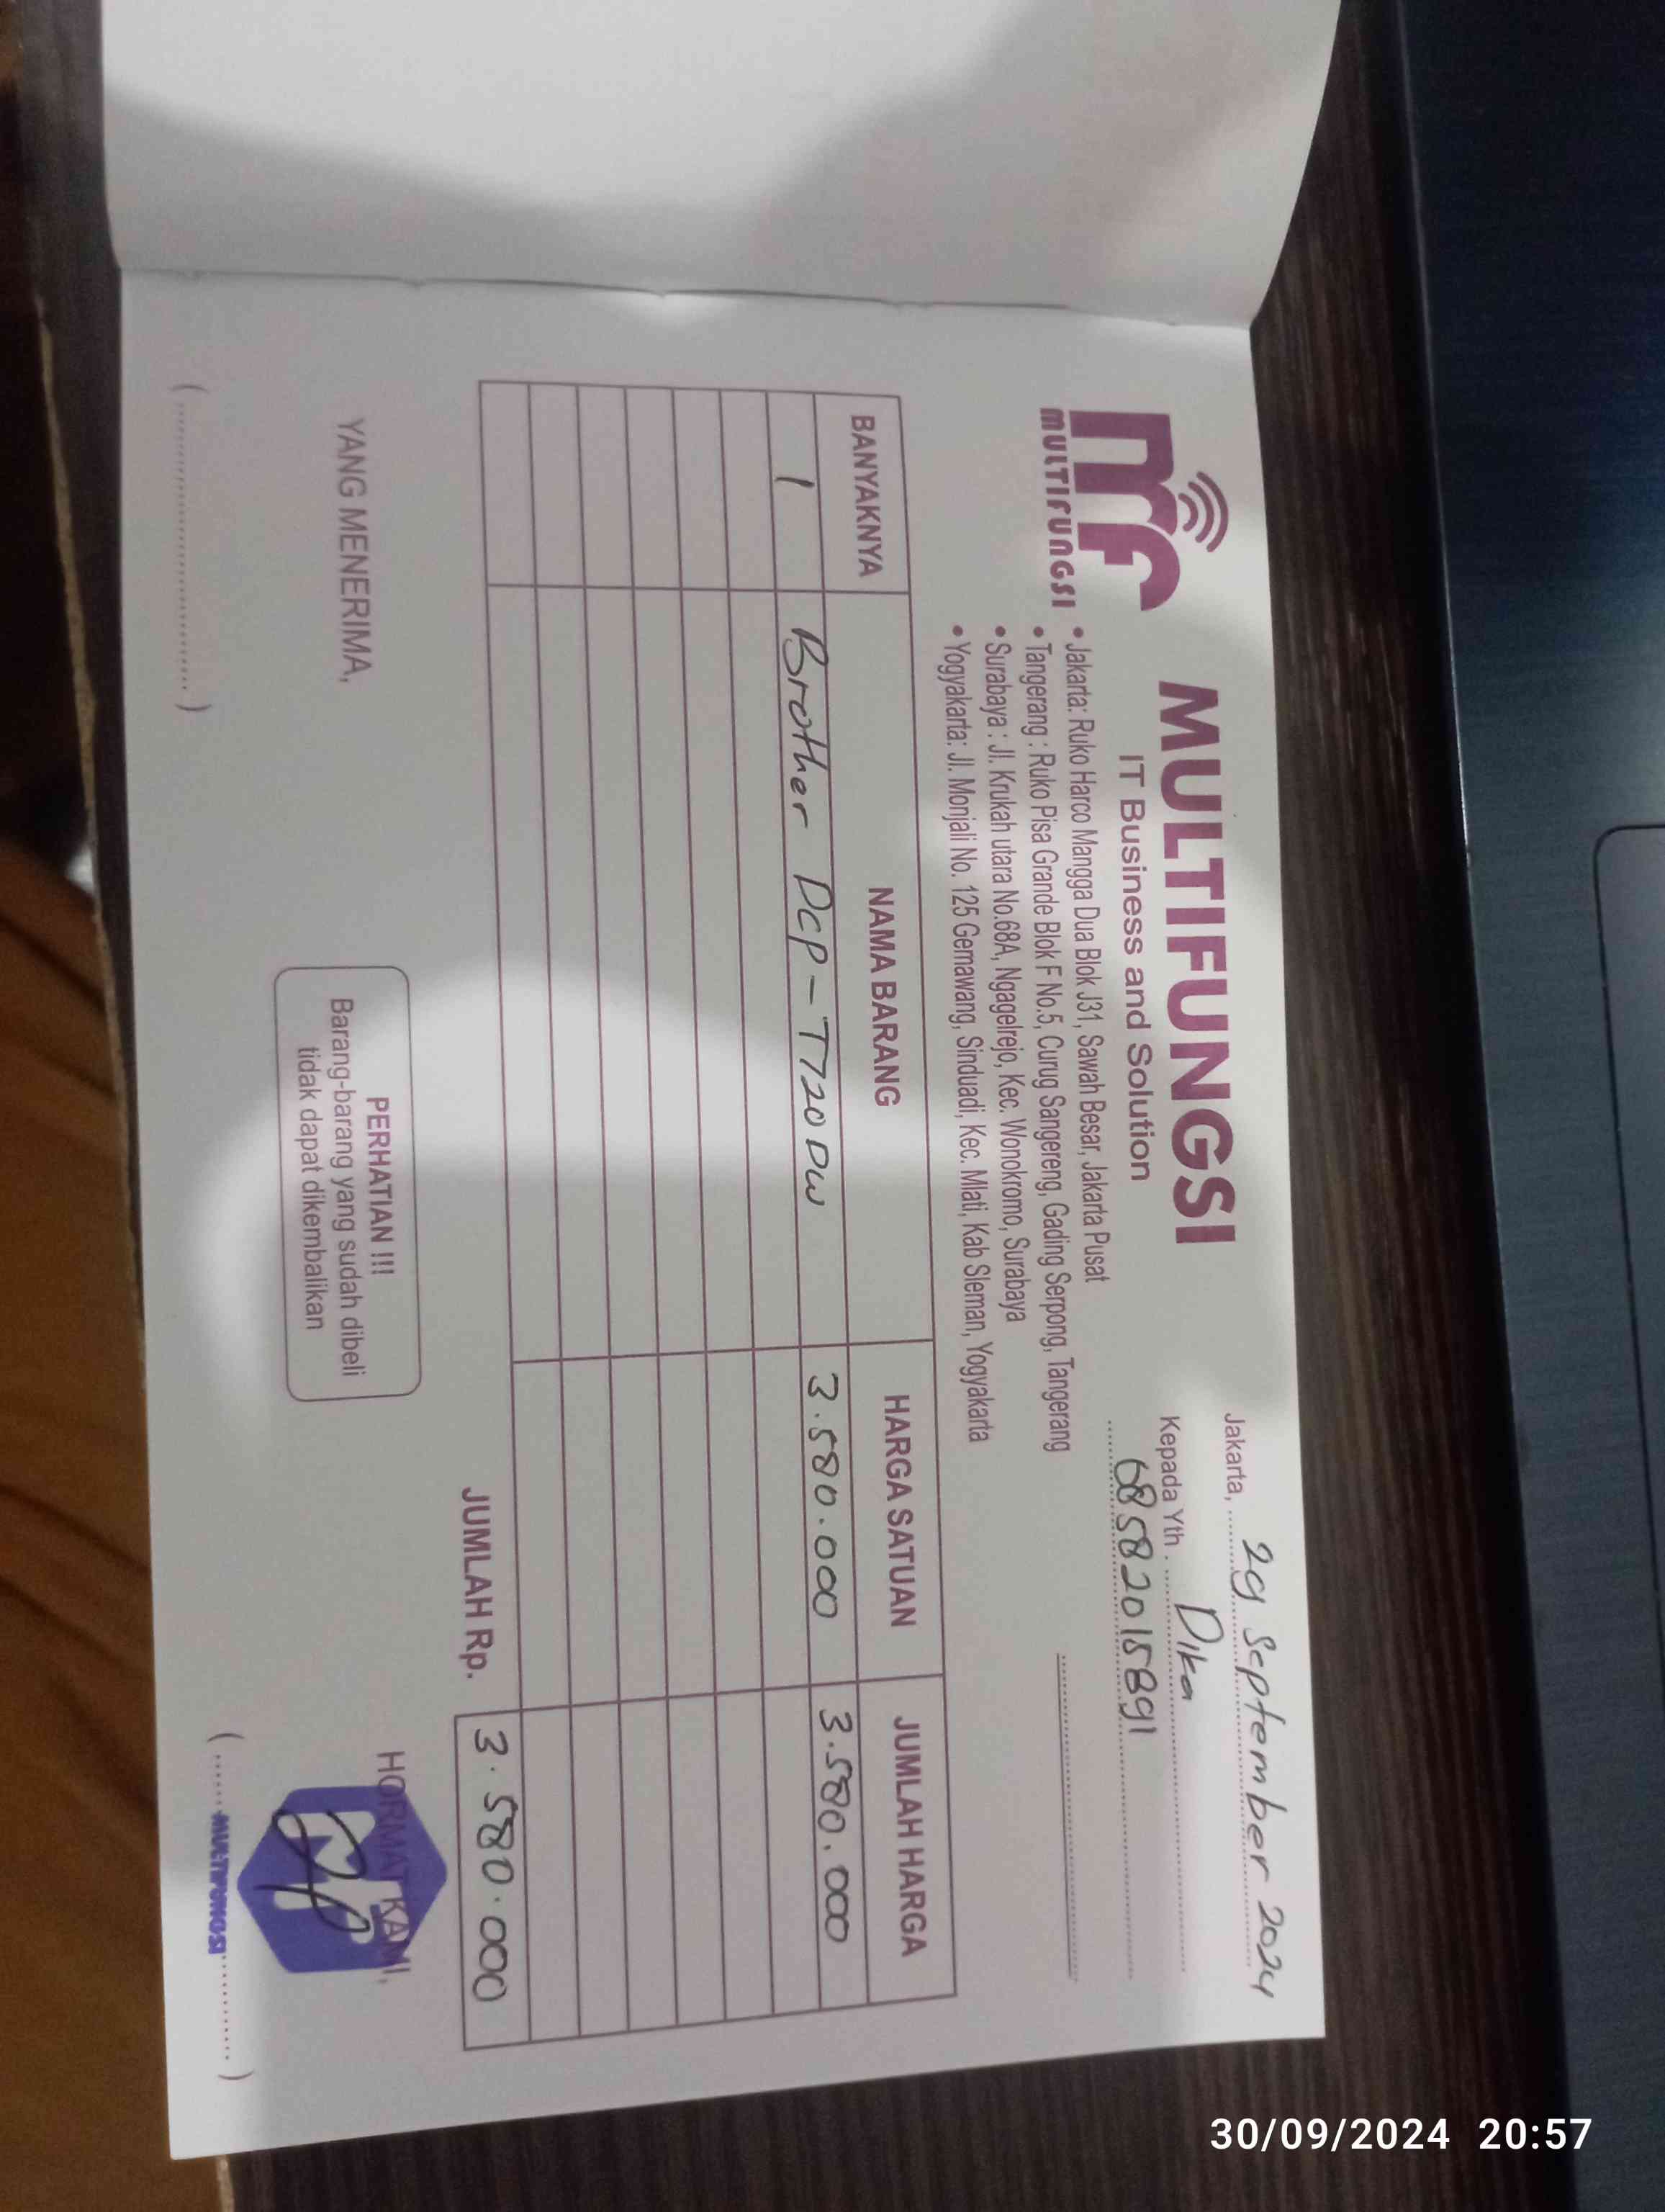 MULTIFUNGSI
MULTIFUNGSI
IT Business and Solution
• Jakarta: Ruko Harco Mangga Dua Blok J31, Sawah Besar, Jakarta Pusat
• Tangerang : Ruko Pisa Grande Blok F No.5, Curug Sangereng, Gading Serpong, Tangerang
• Surabaya : Jl. Krukah utara No.68A, Ngagelrejo, Kec. Wonokromo, Surabaya
• Yogyakarta: Jl. Monjali No. 125 Gemawang, Sinduadi, Kec. Mlati, Kab Sleman, Yogyakarta
Jakarta, 29 September 2024
Kepada Yth. Dika
085820158891
BANYAKNYA NAMA BARANG HARGA SATUAN JUMLAH HARGA
1 Brother Dcp-T720DW 3.580.000 3.580.000
JUMLAH Rp. 3.580.000
YANG MENERIMA,
PERHATIAN !!!
Barang-barang yang sudah dibeli
tidak dapat dikembalikan
HORMAT KAMI,
MULTIFUNGSI
30/09/2024 20:57